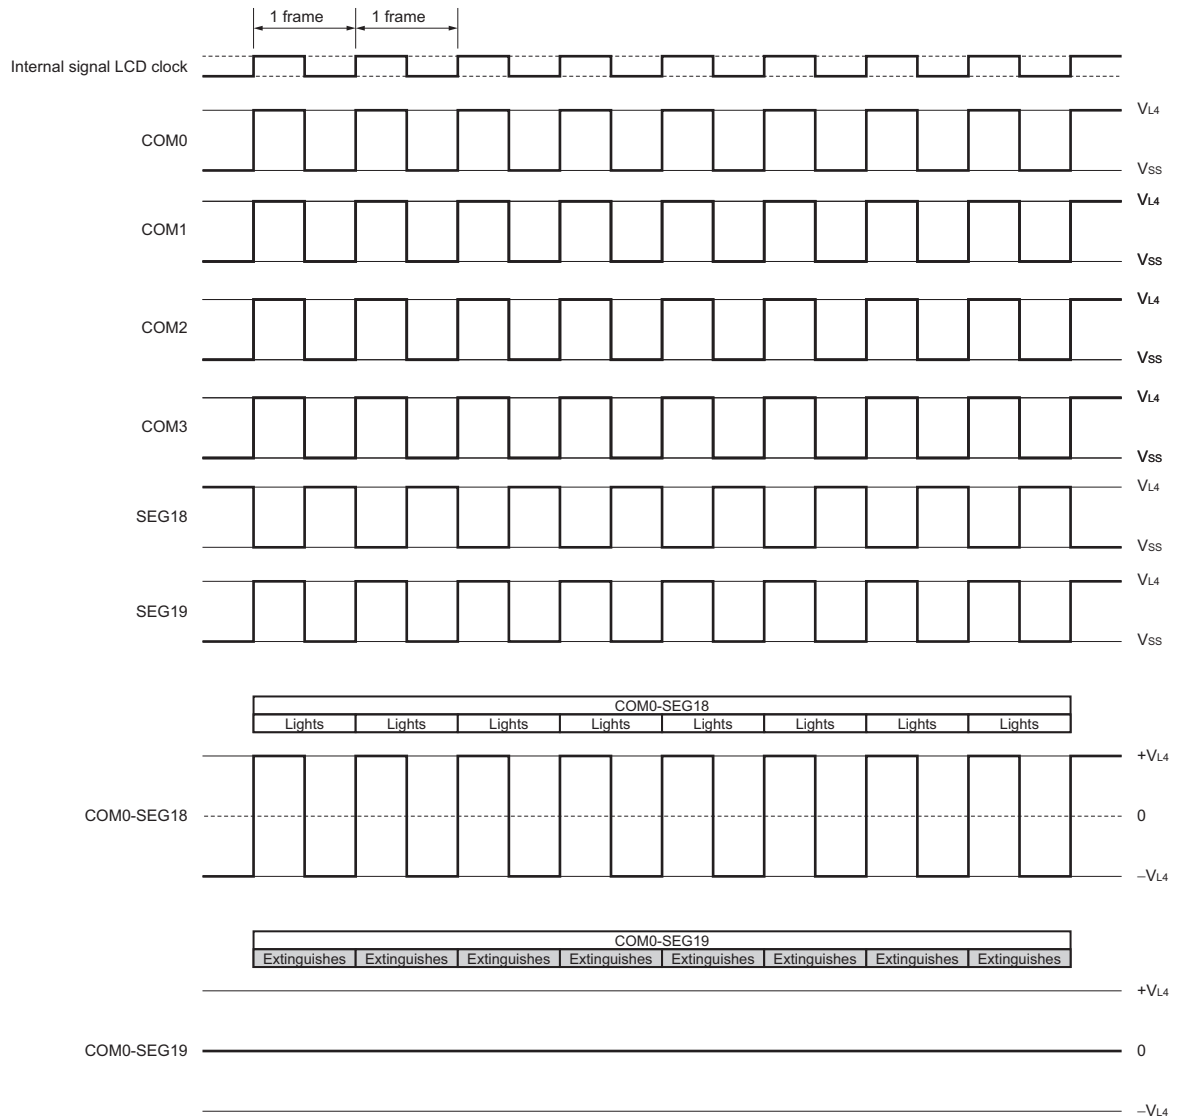 1 frame 1 frame
Internal signal LCD clock
VL4
COM0
VSS
VL4
COM1
VSS
VL4
COM2
VSS
VL4
COM3
VSS
VL4
SEG18
VSS
VL4
SEG19
VSS
COM0-SEG18
Lights Lights Lights Lights Lights Lights Lights Lights
+VL4
COM0-SEG18 0
–VL4
COM0-SEG19
Extinguishes Extinguishes Extinguishes Extinguishes Extinguishes Extinguishes Extinguishes Extinguishes
+VL4
COM0-SEG19 0
–VL4